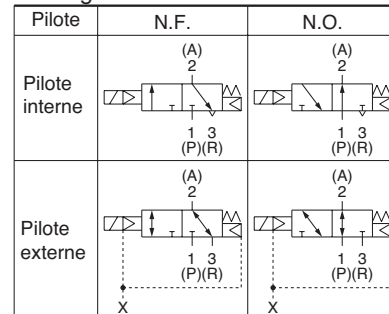 Pilote N.F. N.O.
Pilote interne
(A)
2
1 3
(P)(R)
(A)
2
1 3
(P)(R)
Pilote externe
(A)
2
1 3
(P)(R)
X
(A)
2
1 3
(P)(R)
X